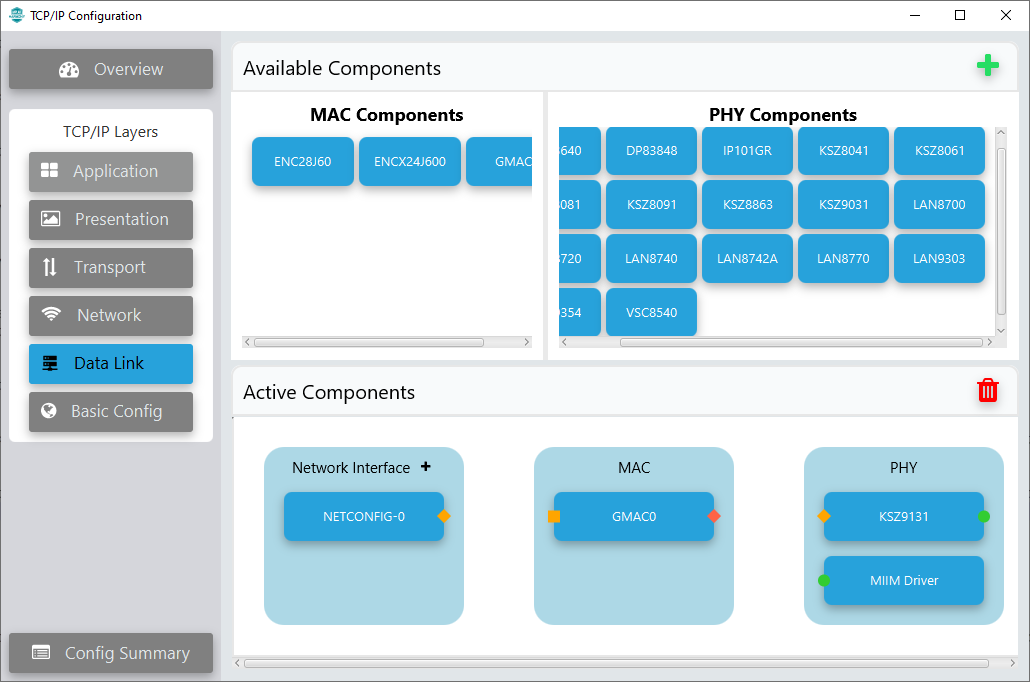 TCP/IP Configuration
Overview
TCP/IP Layers
Application
Presentation
Transport
Network
Data Link
Basic Config
Config Summary
Available Components
MAC Components
ENC28J60 ENCX24J600 GMAC
PHY Components
640 DP83848 IP101GR KSZ8041 KSZ8061
081 KSZ8091 KSZ8863 KSZ9031 LAN8700
720 LAN8740 LAN8742A LAN8770 LAN9303
354 VSC8540
Active Components
Network Interface +
NETCONFIG-0
MAC
GMAC0
PHY
KSZ9131
MIIM Driver